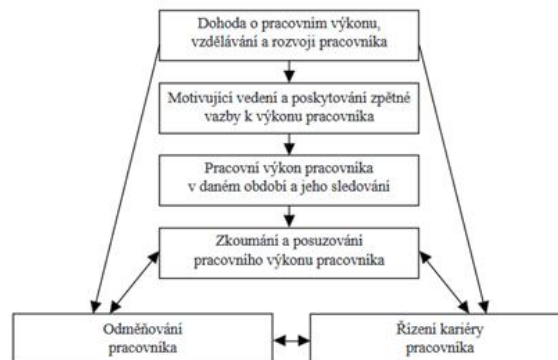 Dohoda o pracovním výkonu,
vzdělávání a rozvoji pracovníka
Motivující vedení a poskytování zpětné
vazby k výkonu pracovníka
Pracovní výkon pracovníka
v daném období a jeho sledování
Zkoumání a posuzování
pracovního výkonu pracovníka
Odměňování
pracovníka
Řízení kariéry
pracovníka